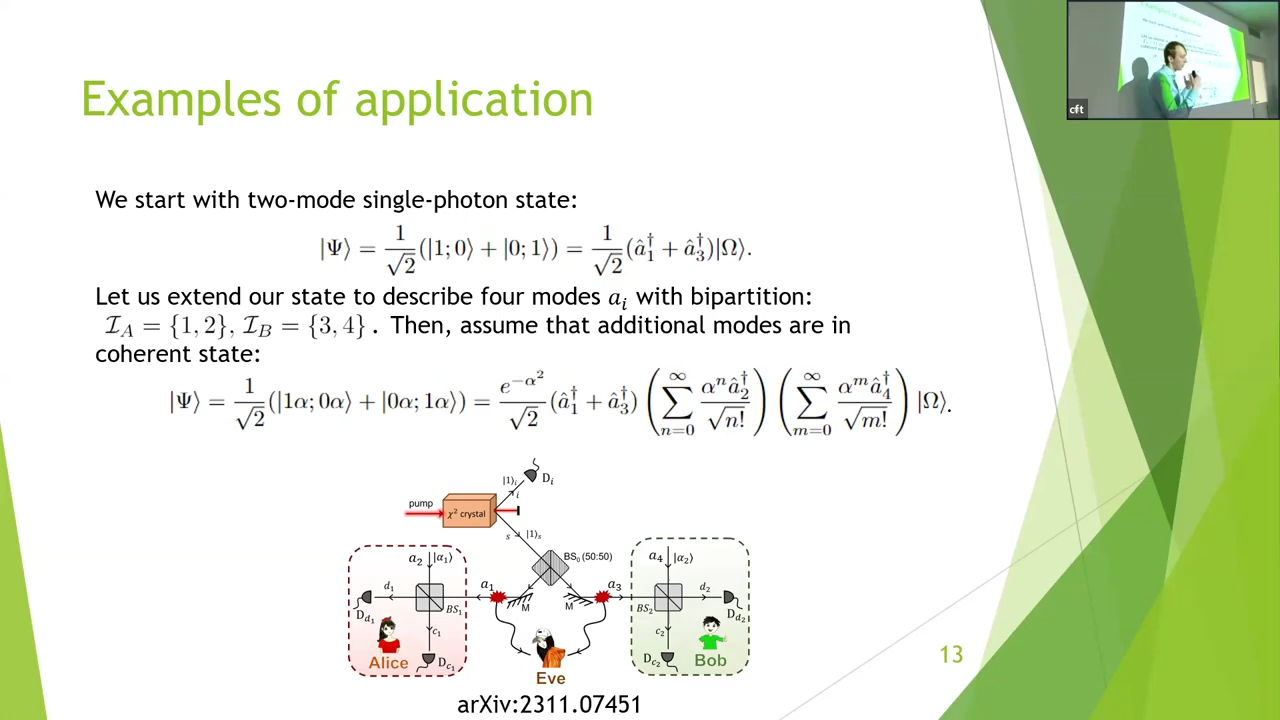 Examples of application
cft
We start with two-mode single-photon state:
|Ψ⟩ = 1/√2 (|1; 0⟩ + |0; 1⟩) = 1/√2 (â₁† + â₃†)|Ω⟩.
Let us extend our state to describe four modes aᵢ with bipartition:
ℐ_A = {1, 2}, ℐ_B = {3, 4} . Then, assume that additional modes are in
coherent state:
|Ψ⟩ = 1/√2 (|1α; 0α⟩ + |0α; 1α⟩) = e^{-α²}/√2 (â₁† + â₃†) (∑_{n=0}^{∞} αⁿâ₂†/√n!) (∑_{m=0}^{∞} αᵐâ₄†/√m!) |Ω⟩.
pump
χ² crystal
|1⟩ᵢ
i
Dᵢ
s
|1⟩ₛ
BS₀ (50:50)
a₂ |α₁⟩
d₁
D_{d₁}
BS₁
c₁
D_{c₁}
Alice
a₁
M
M
a₃
Eve
a₄ |α₂⟩
d₂
D_{d₂}
BS₂
c₂
D_{c₂}
Bob
13
arXiv:2311.07451